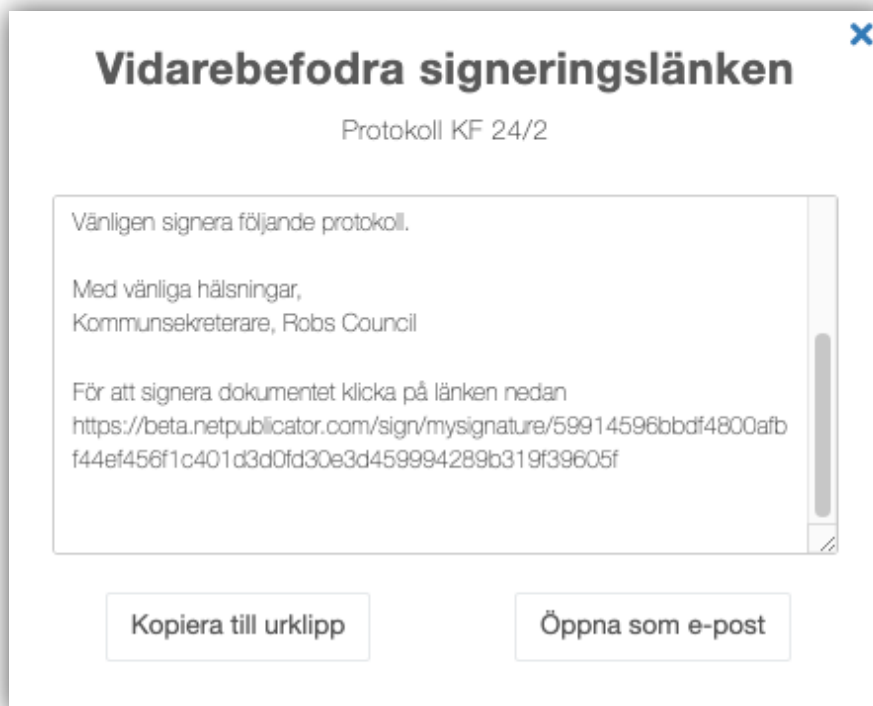 Vidarebefodra signeringslänken
Protokoll KF 24/2
Vänligen signera följande protokoll.
Med vänliga hälsningar,
Kommunsekreterare, Robs Council
För att signera dokumentet klicka på länken nedan
https://beta.netpublicator.com/sign/mysignature/59914596bbdf4800afb
f44ef456f1c401d3d0fd30e3d459994289b319f39605f
Kopiera till urklipp
Öppna som e-post